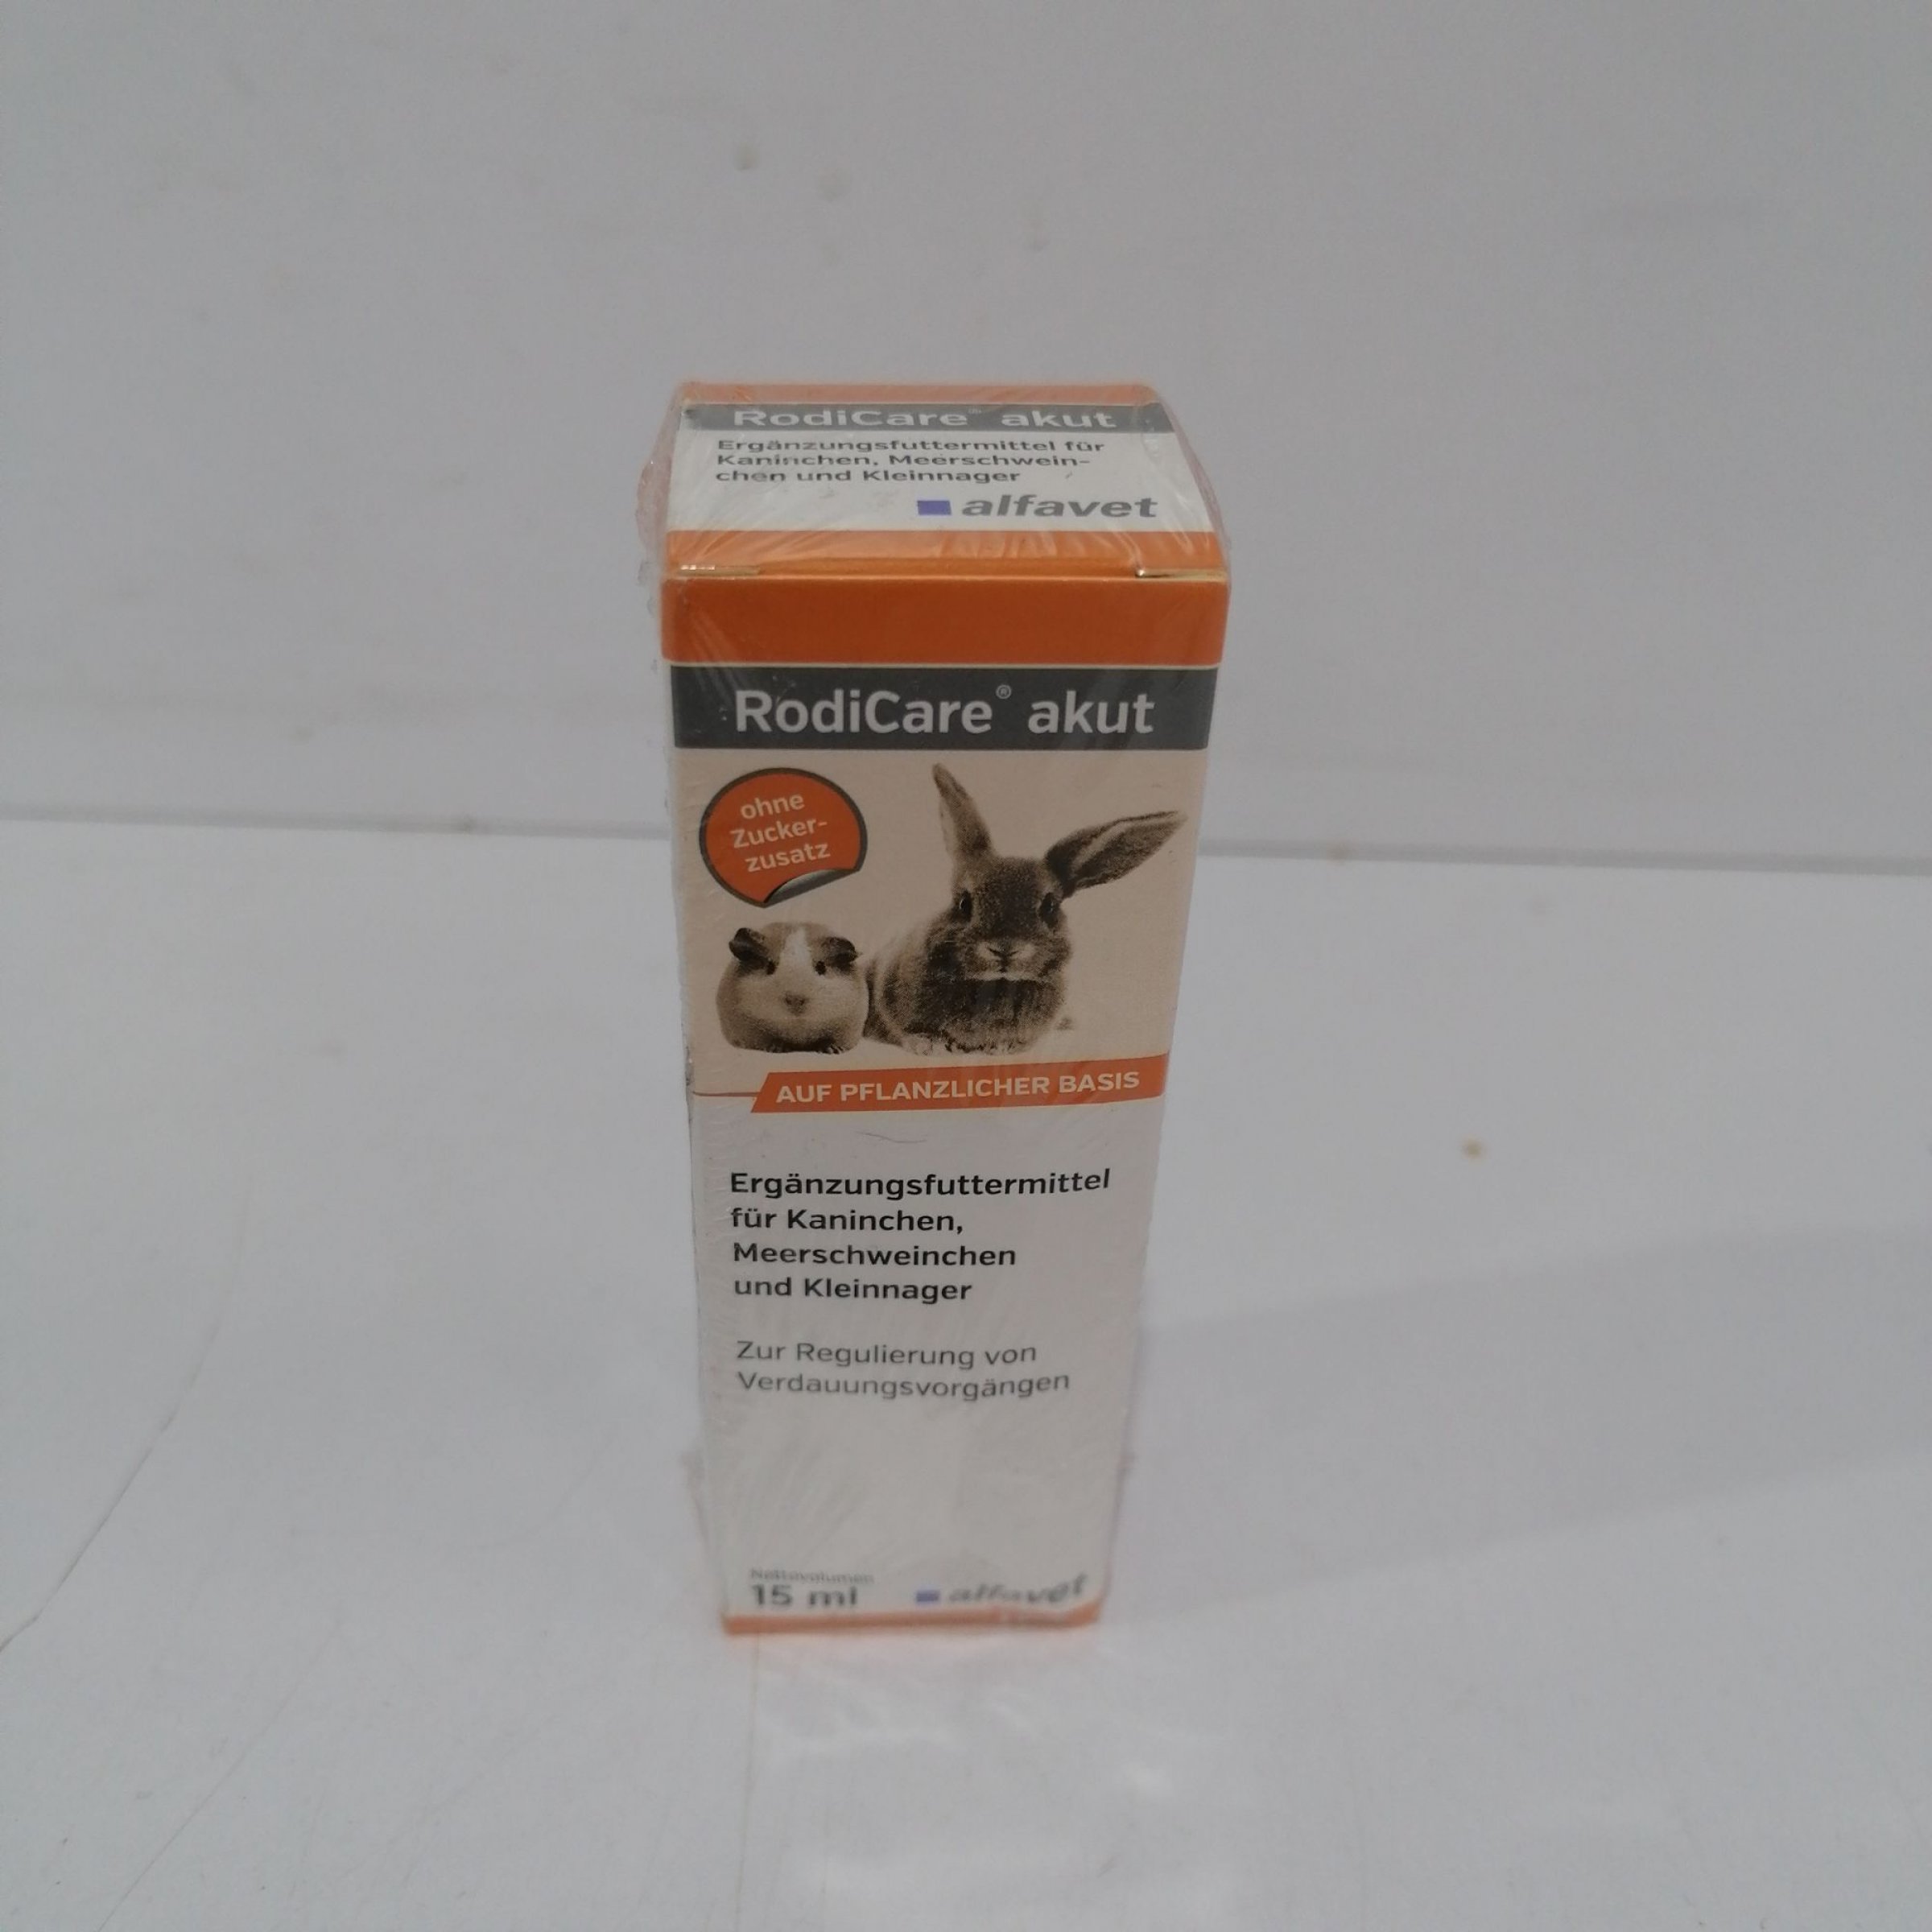 RodiCare® akut
Ergänzungsfuttermittel für
Kaninchen, Meerschwein-
chen und Kleinnager
alfavet
RodiCare® akut
ohne
Zucker-
zusatz
AUF PFLANZLICHER BASIS
Ergänzungsfuttermittel
für Kaninchen,
Meerschweinchen
und Kleinnager
Zur Regulierung von
Verdauungsvorgängen
Nettovolumen
15 ml
alfavet